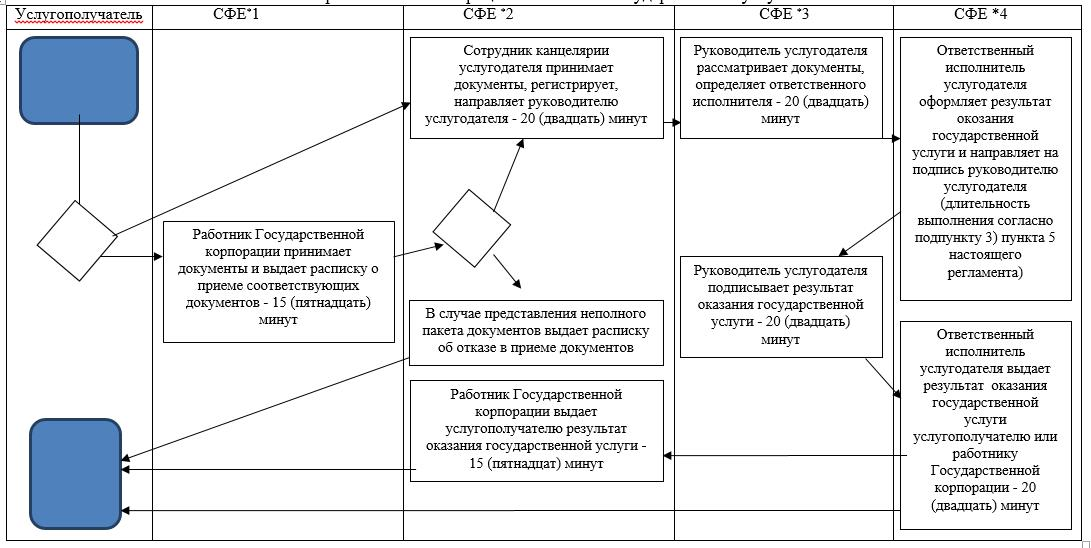 Услугополучатель
СФЕ*1
СФЕ *2
СФЕ *3
СФЕ *4
Сотрудник канцелярии
услугодателя принимает
документы, регистрирует,
направляет руководителю
услугодателя - 20 (двадцать) минут
Руководитель услугодателя
рассматривает документы,
определяет ответственного
исполнителя - 20 (двадцать)
минут
Ответственный
исполнитель
услугодателя
оформляет результат
окозания
государственной
услуги и направляет на
подпись руководителю
услугодателя
(длительность
выполнения согласно
подпункту 3) пункта 5
настоящего
регламента)
Работник Государственной
корпорации принимает
документы и выдает расписку о
приеме соответствующих
документов - 15 (пятнадцать)
минут
Руководитель услугодателя
подписывает результат
оказания государственной
услуги - 20 (двадцать)
минут
В случае представления неполного
пакета документов выдает расписку
об отказе в приеме документов
Работник Государственной
корпорации выдает
услугополучателю результат
оказания государственной услуги -
15 (пятнадцат) минут
Ответственный
исполнитель
услугодателя выдает
результат оказания
государственной
услуги
услугополучателю или
работнику
Государственной
корпорации - 20
(двадцать) минут